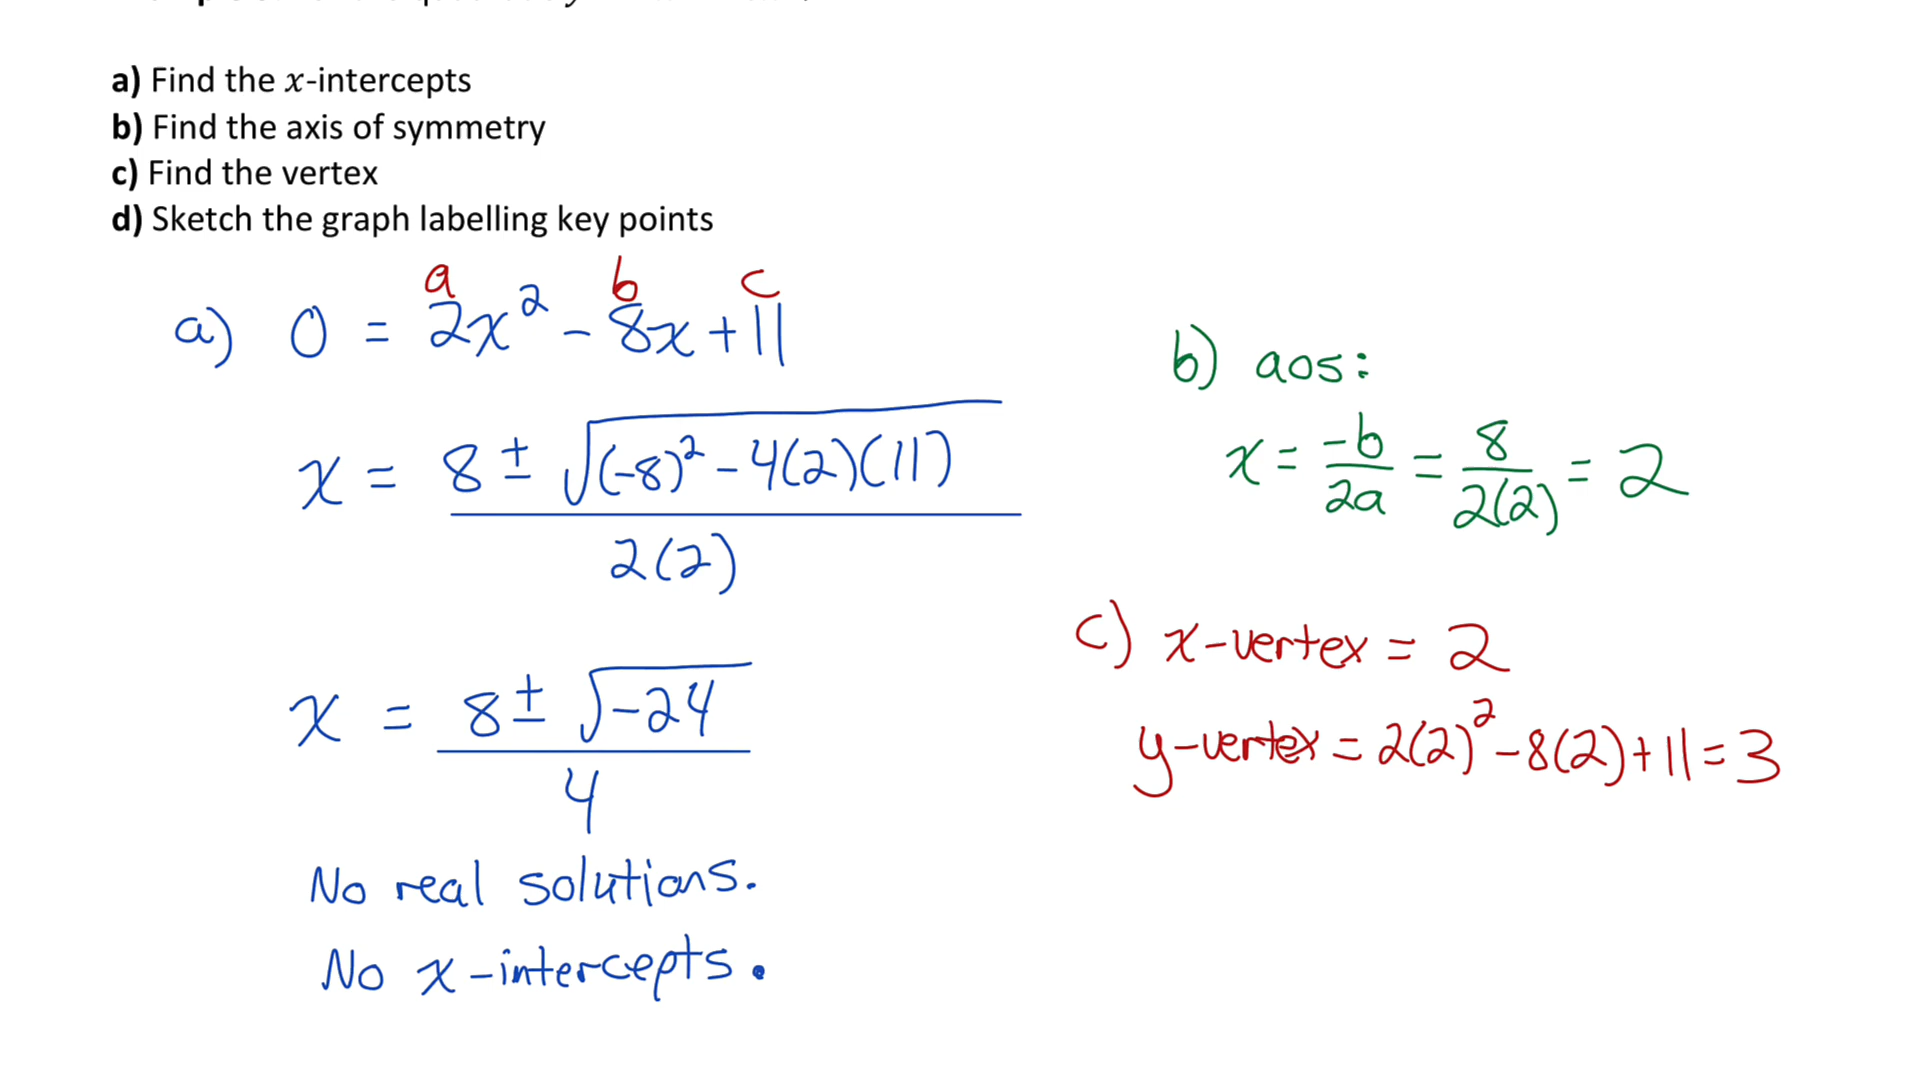 a) Find the x-intercepts
b) Find the axis of symmetry
c) Find the vertex
d) Sketch the graph labelling key points
a b c
a) 0 = 2x² - 8x + 11
x = (8 ± √((-8)² - 4(2)(11))) / 2(2)
x = (8 ± √(-24)) / 4
No real solutions.
No x-intercepts.
b) aos:
x = -b/2a = 8/2(2) = 2
c) x-vertex = 2
y-vertex = 2(2)² - 8(2) + 11 = 3